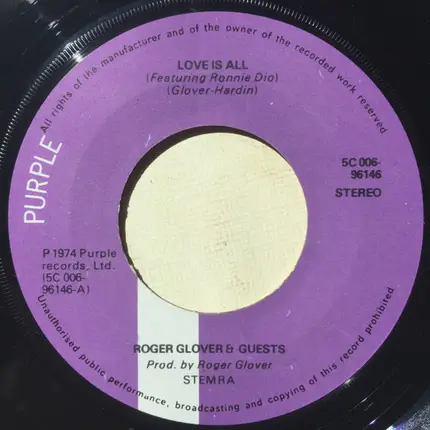 All rights of the manufacturer and of the owner of the recorded work reserved
LOVE IS ALL
(Featuring Ronnie Dio)
(Glover-Hardin)
PURPLE
5C 006-
96146
STEREO
P 1974 Purple
records, Ltd.
(5C 006-
96146-A)
ROGER GLOVER & GUESTS
Prod. by Roger Glover
STEMRA
Unauthorised public performance, broadcasting and copying of this record prohibited